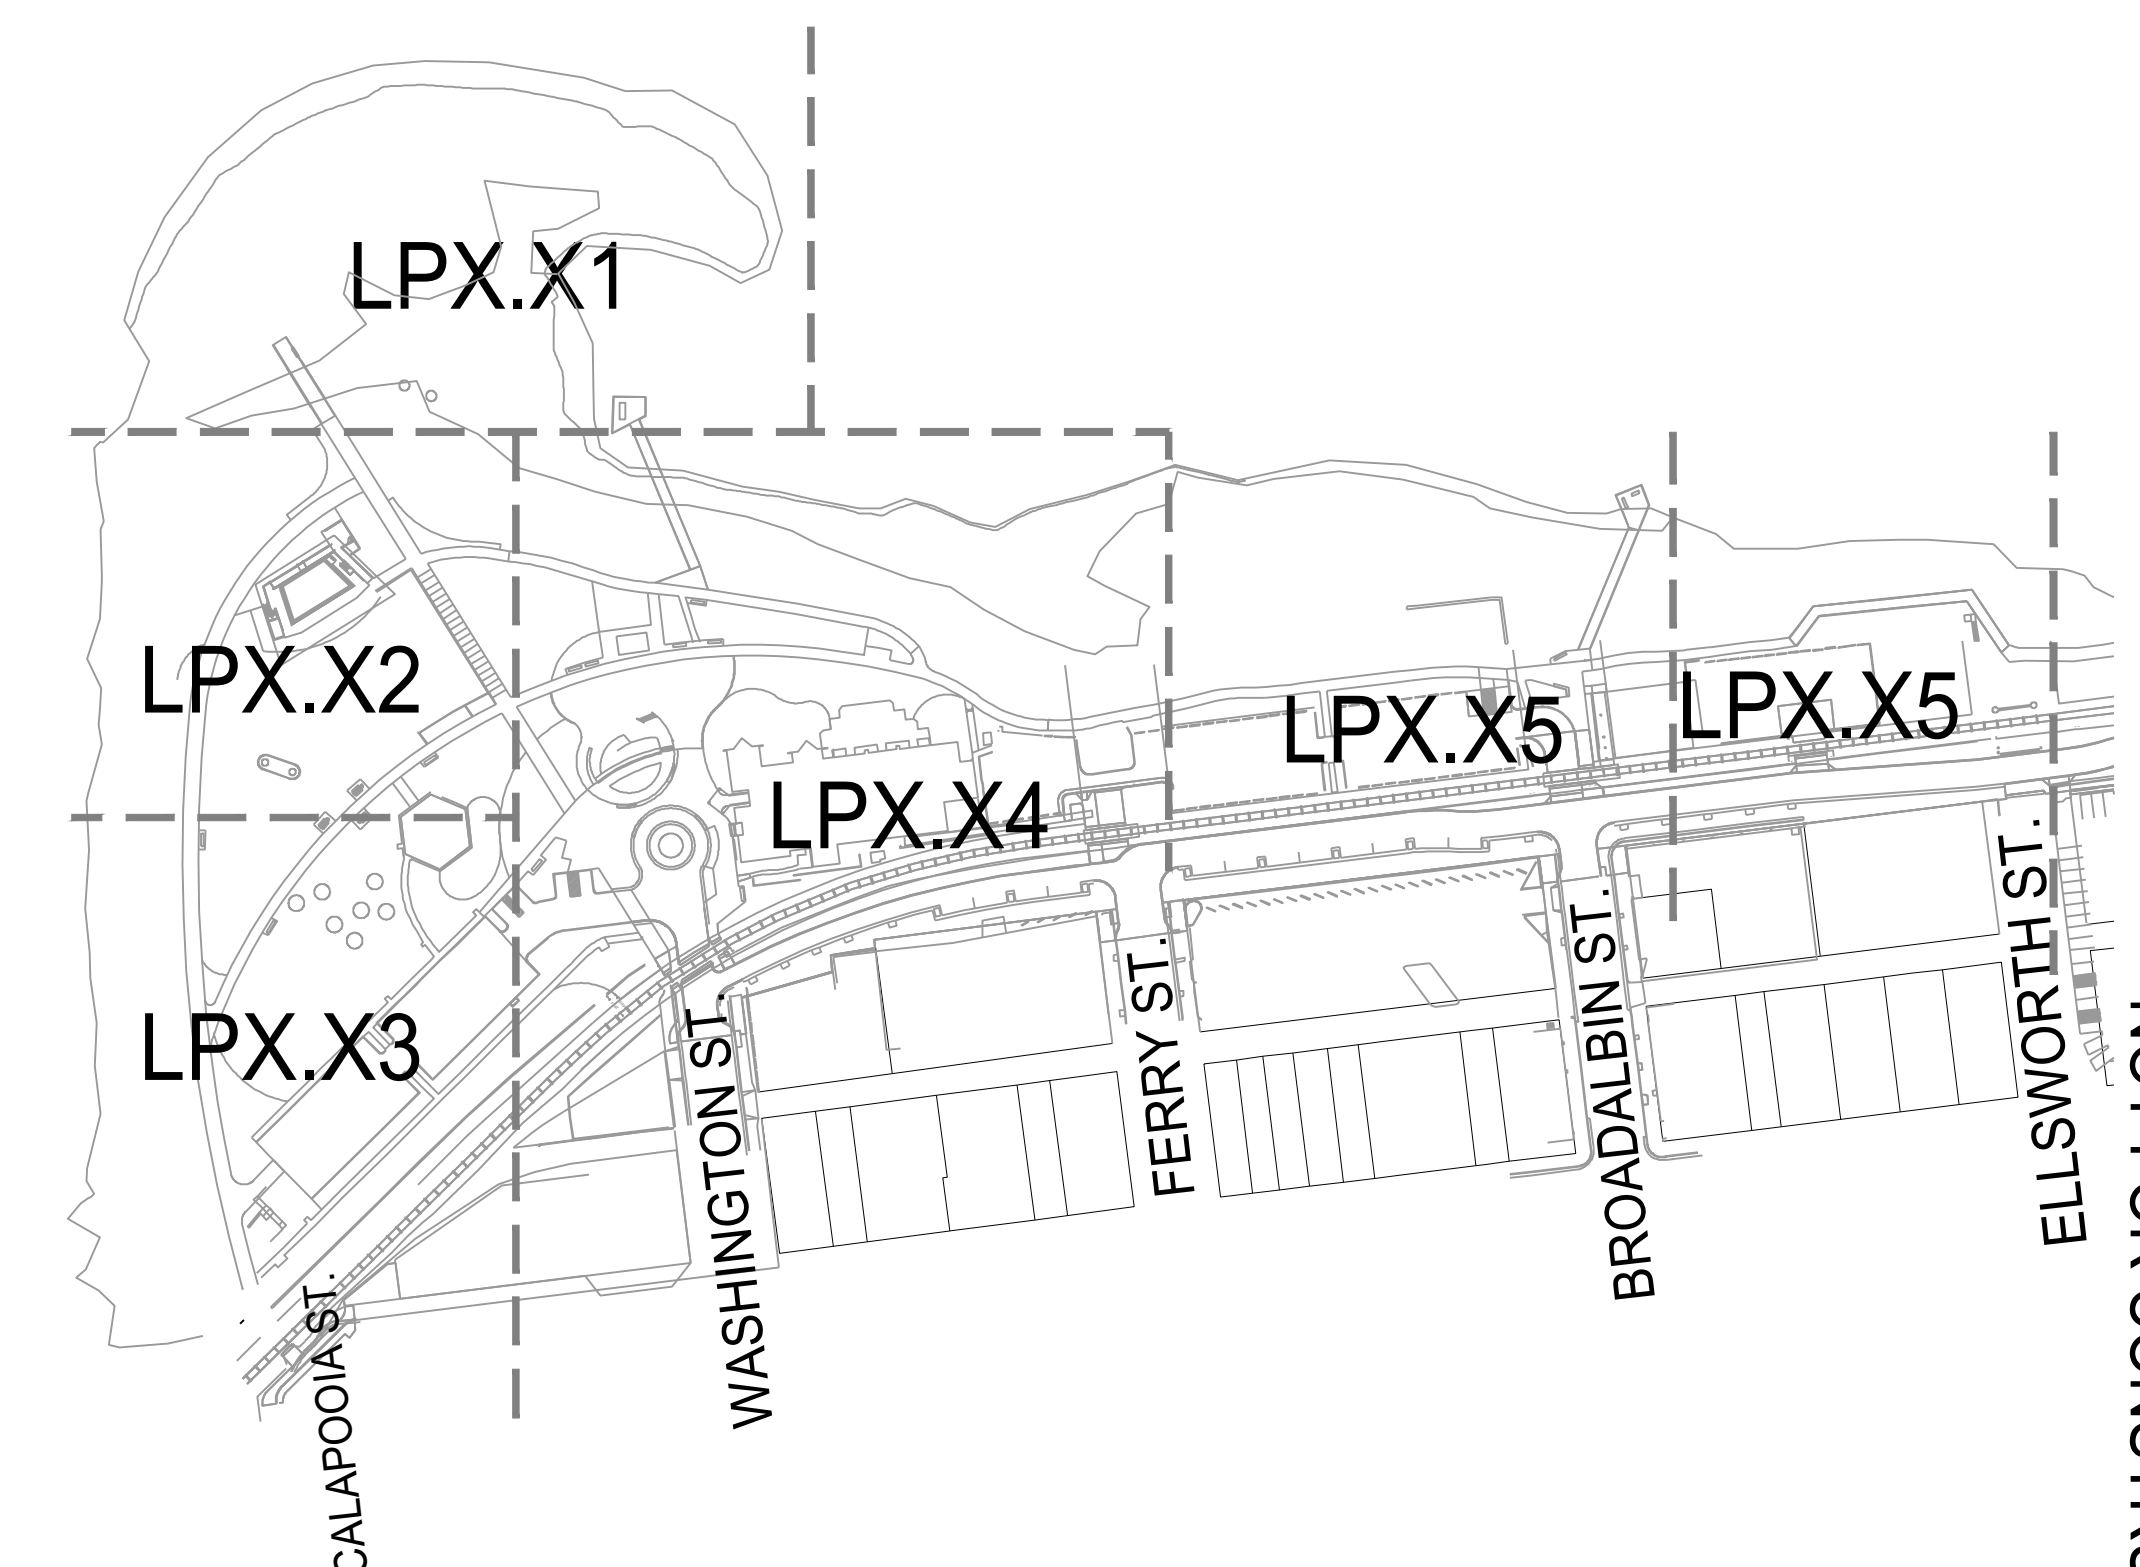 LPX.X1
LPX.X2
LPX.X5
LPX.X5
LPX.X4
LPX.X3
CALAPOOIA ST.
WASHINGTON ST.
FERRY ST.
BROADALBIN ST.
ELLSWORTH ST.